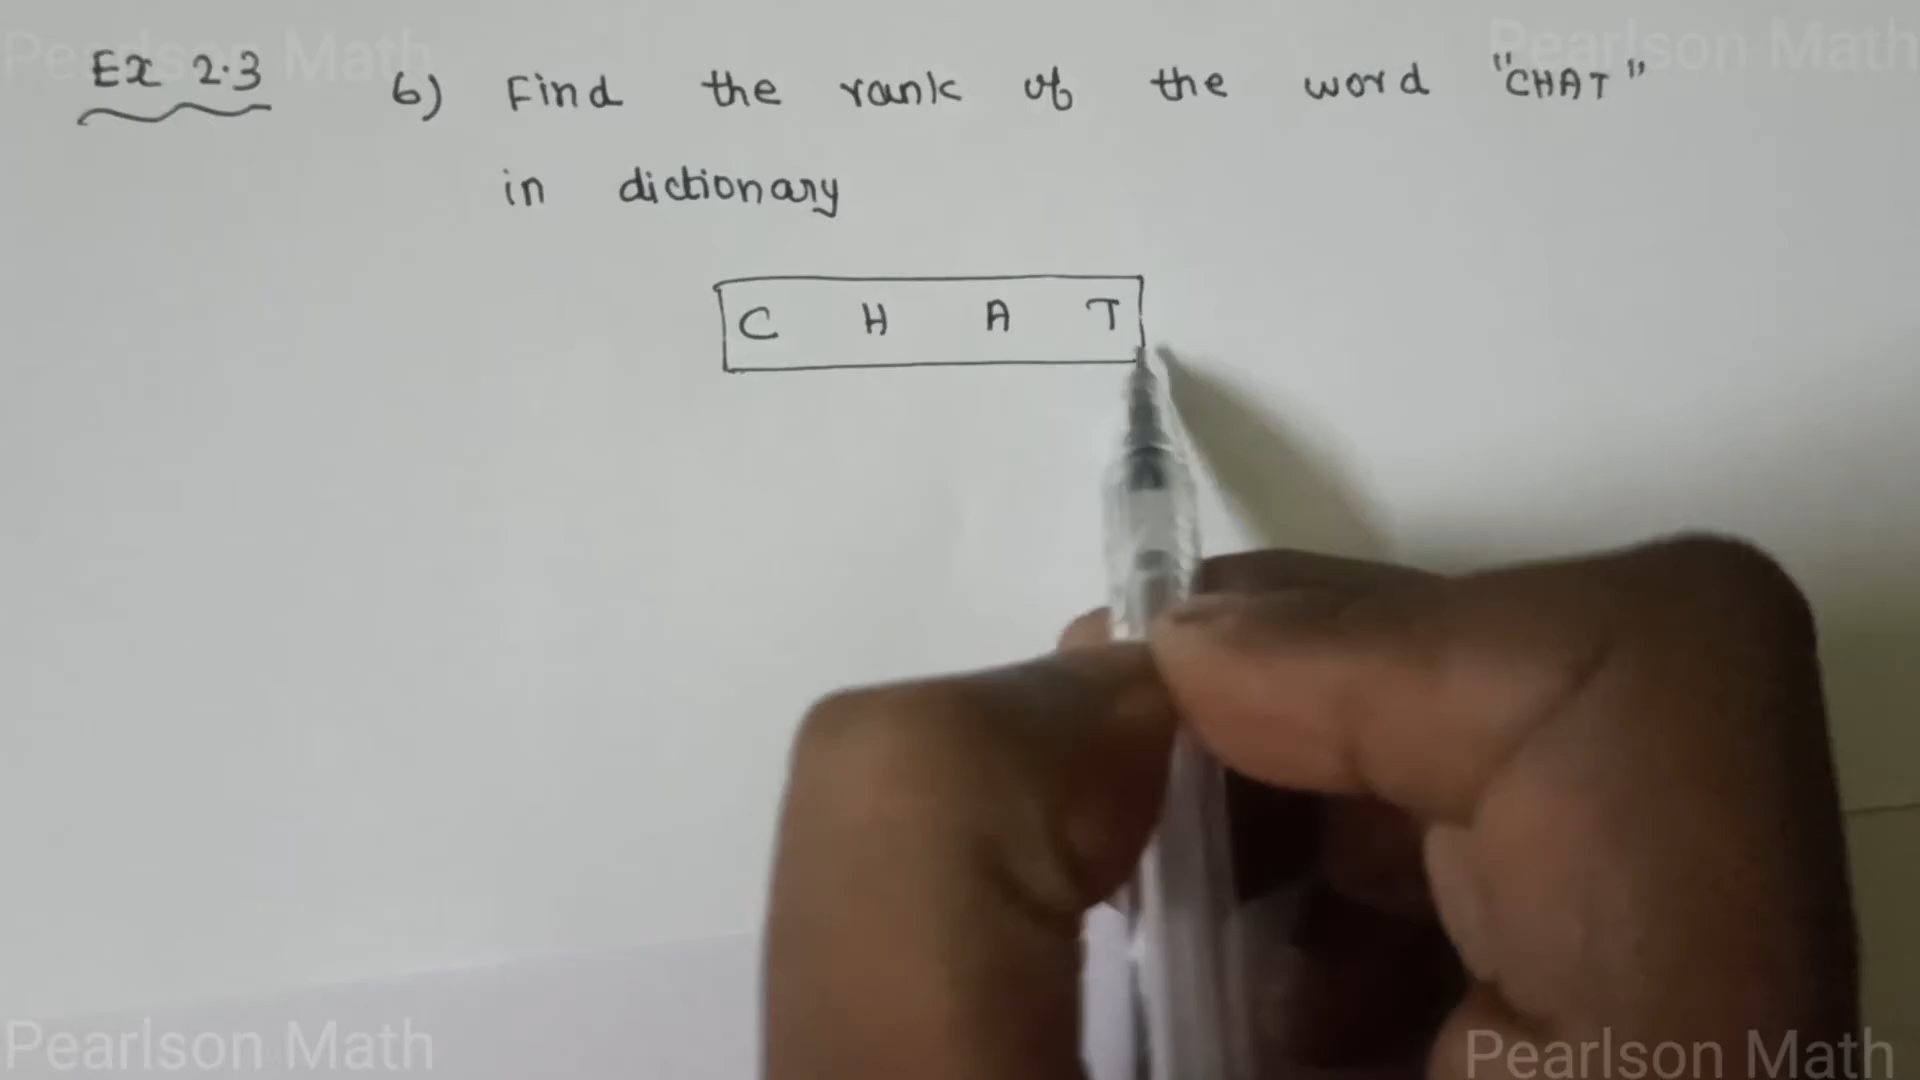 Pearlson Math
Pearlson Math
Ex 2.3 6) Find the rank of the word "CHAT"
in dictionary
C H A T
Pearlson Math
Pearlson Math